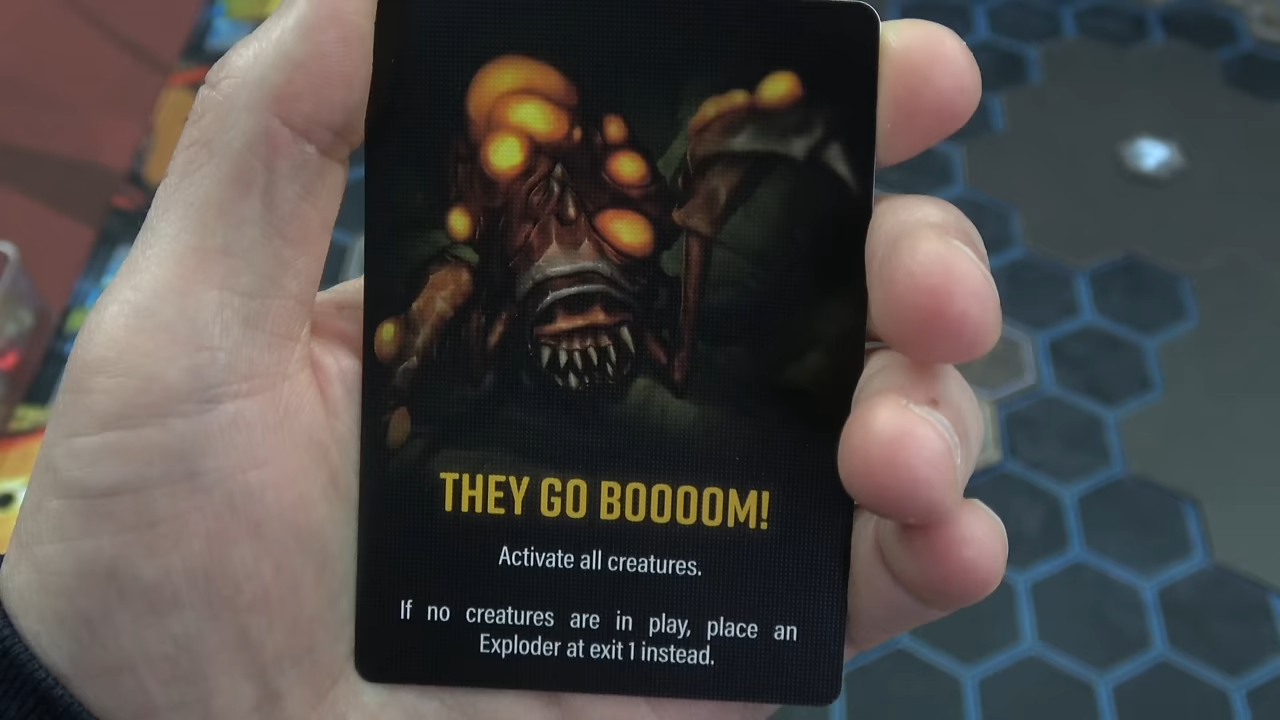 THEY GO BOOOOM!
Activate all creatures.
If no creatures are in play, place an
Exploder at exit 1 instead.